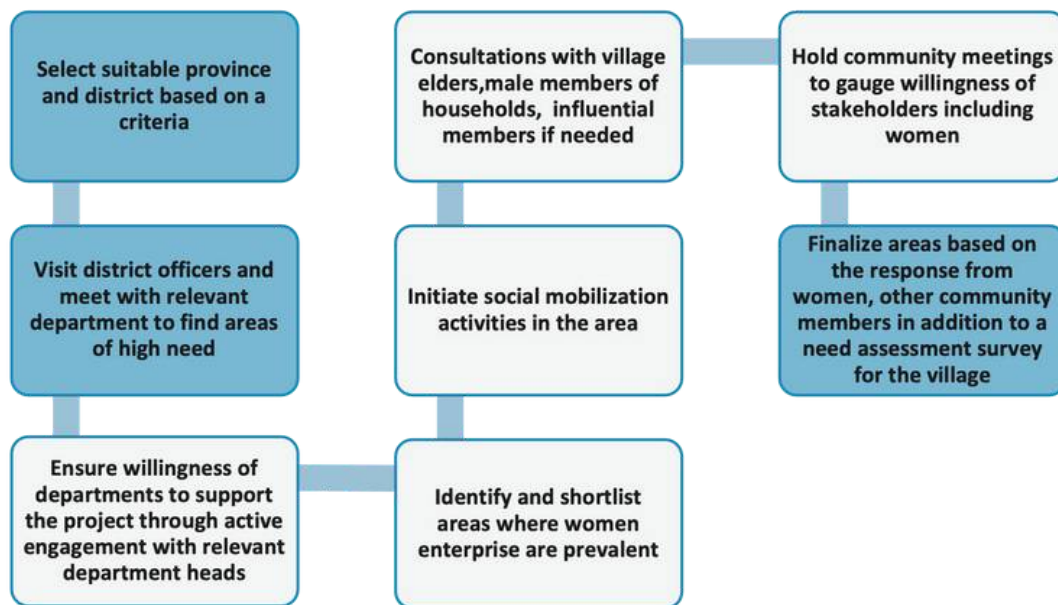 Select suitable province
and district based on a
criteria
Visit district officers and
meet with relevant
department to find areas
of high need
Ensure willingness of
departments to support
the project through active
engagement with relevant
department heads
Identify and shortlist
areas where women
enterprise are prevalent
Initiate social mobilization
activities in the area
Consultations with village
elders,male members of
households, influential
members if needed
Hold community meetings
to gauge willingness of
stakeholders including
women
Finalize areas based on
the response from
women, other community
members in addition to a
need assessment survey
for the village